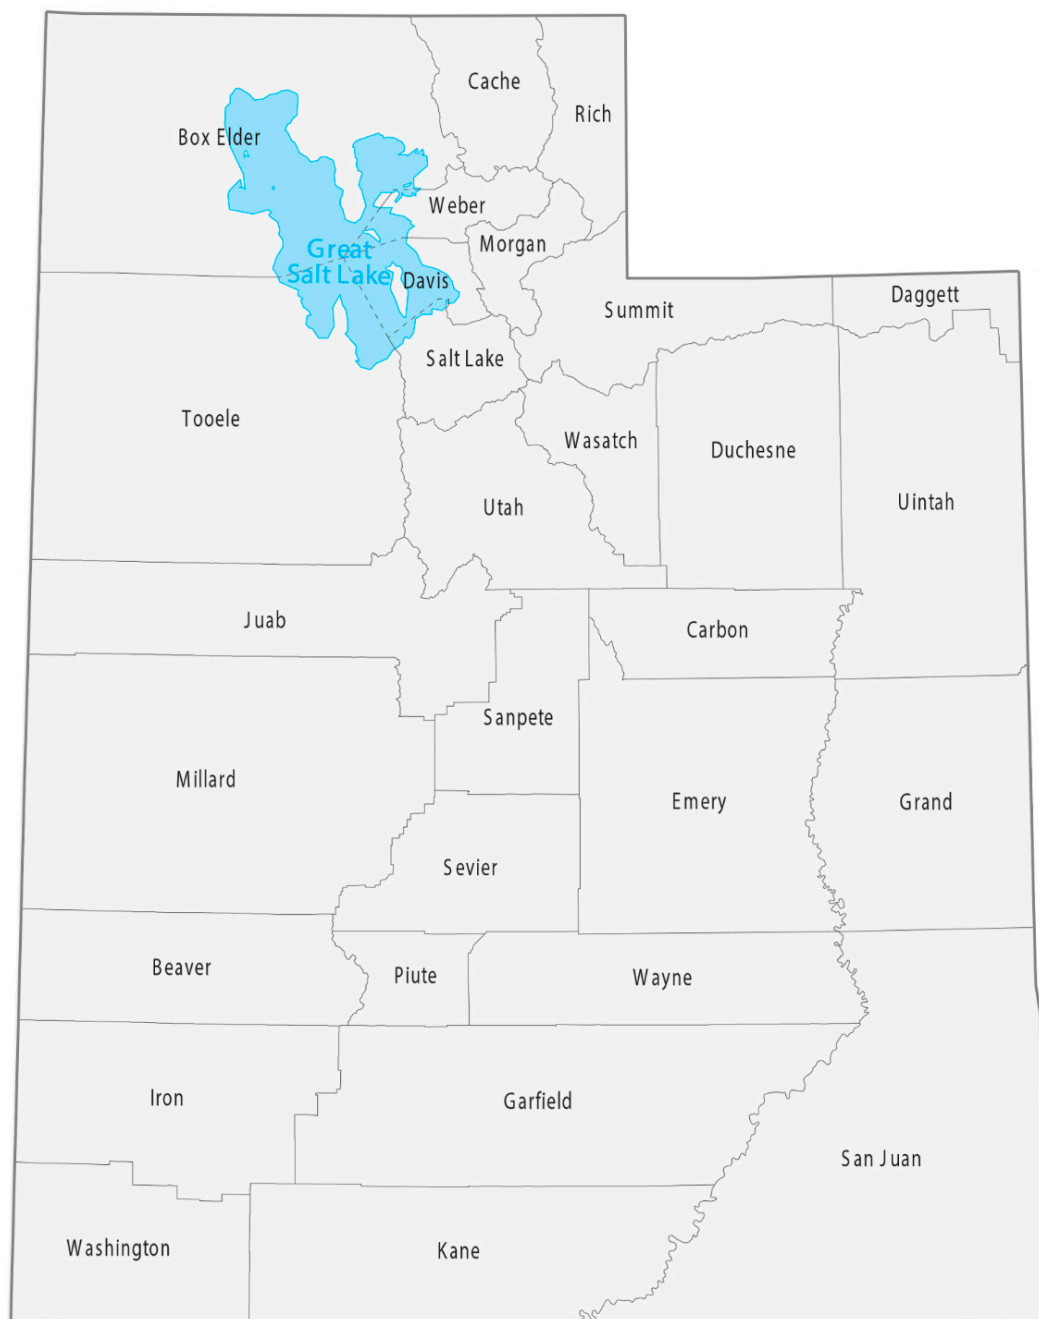 Cache
Rich
Box Elder
Weber
Morgan
Great
Salt Lake
Davis
Daggett
Summit
Salt Lake
Tooele
Wasatch
Duchesne
Uintah
Utah
Juab
Carbon
Sanpete
Millard
Emery
Grand
Sevier
Beaver
Piute
Wayne
Iron
Garfield
San Juan
Washington
Kane